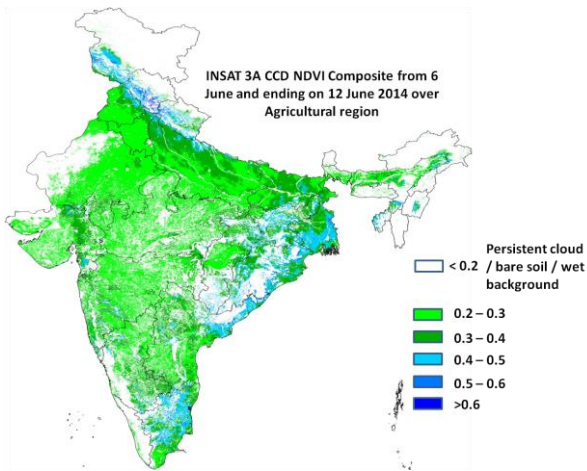 INSAT 3A CCD NDVI Composite from 6
June and ending on 12 June 2014 over
Agricultural region
< 0.2 Persistent cloud
/ bare soil / wet
background
0.2 – 0.3
0.3 – 0.4
0.4 – 0.5
0.5 – 0.6
>0.6